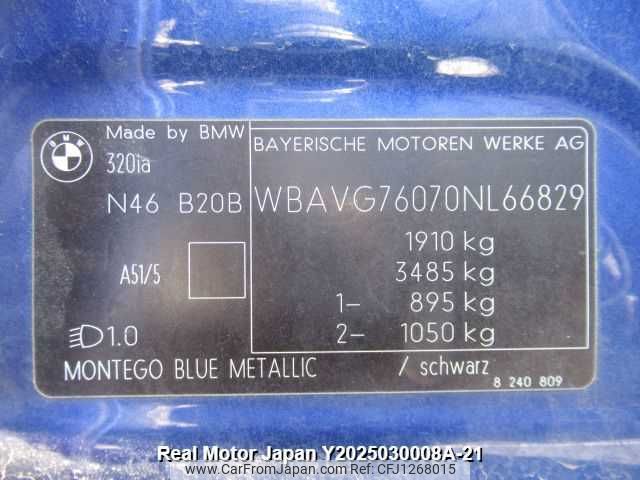 BMW
Made by BMW
320ia
N46 B20B
A51/5
1.0
BAYERISCHE MOTOREN WERKE AG
WBAVG76070NL66829
1910 kg
3485 kg
1- 895 kg
2- 1050 kg
MONTEGO BLUE METALLIC / schwarz
8 240 809
Real Motor Japan Y2025030008A-21
www.CarFromJapan.com | Ref No. CFJ1268015